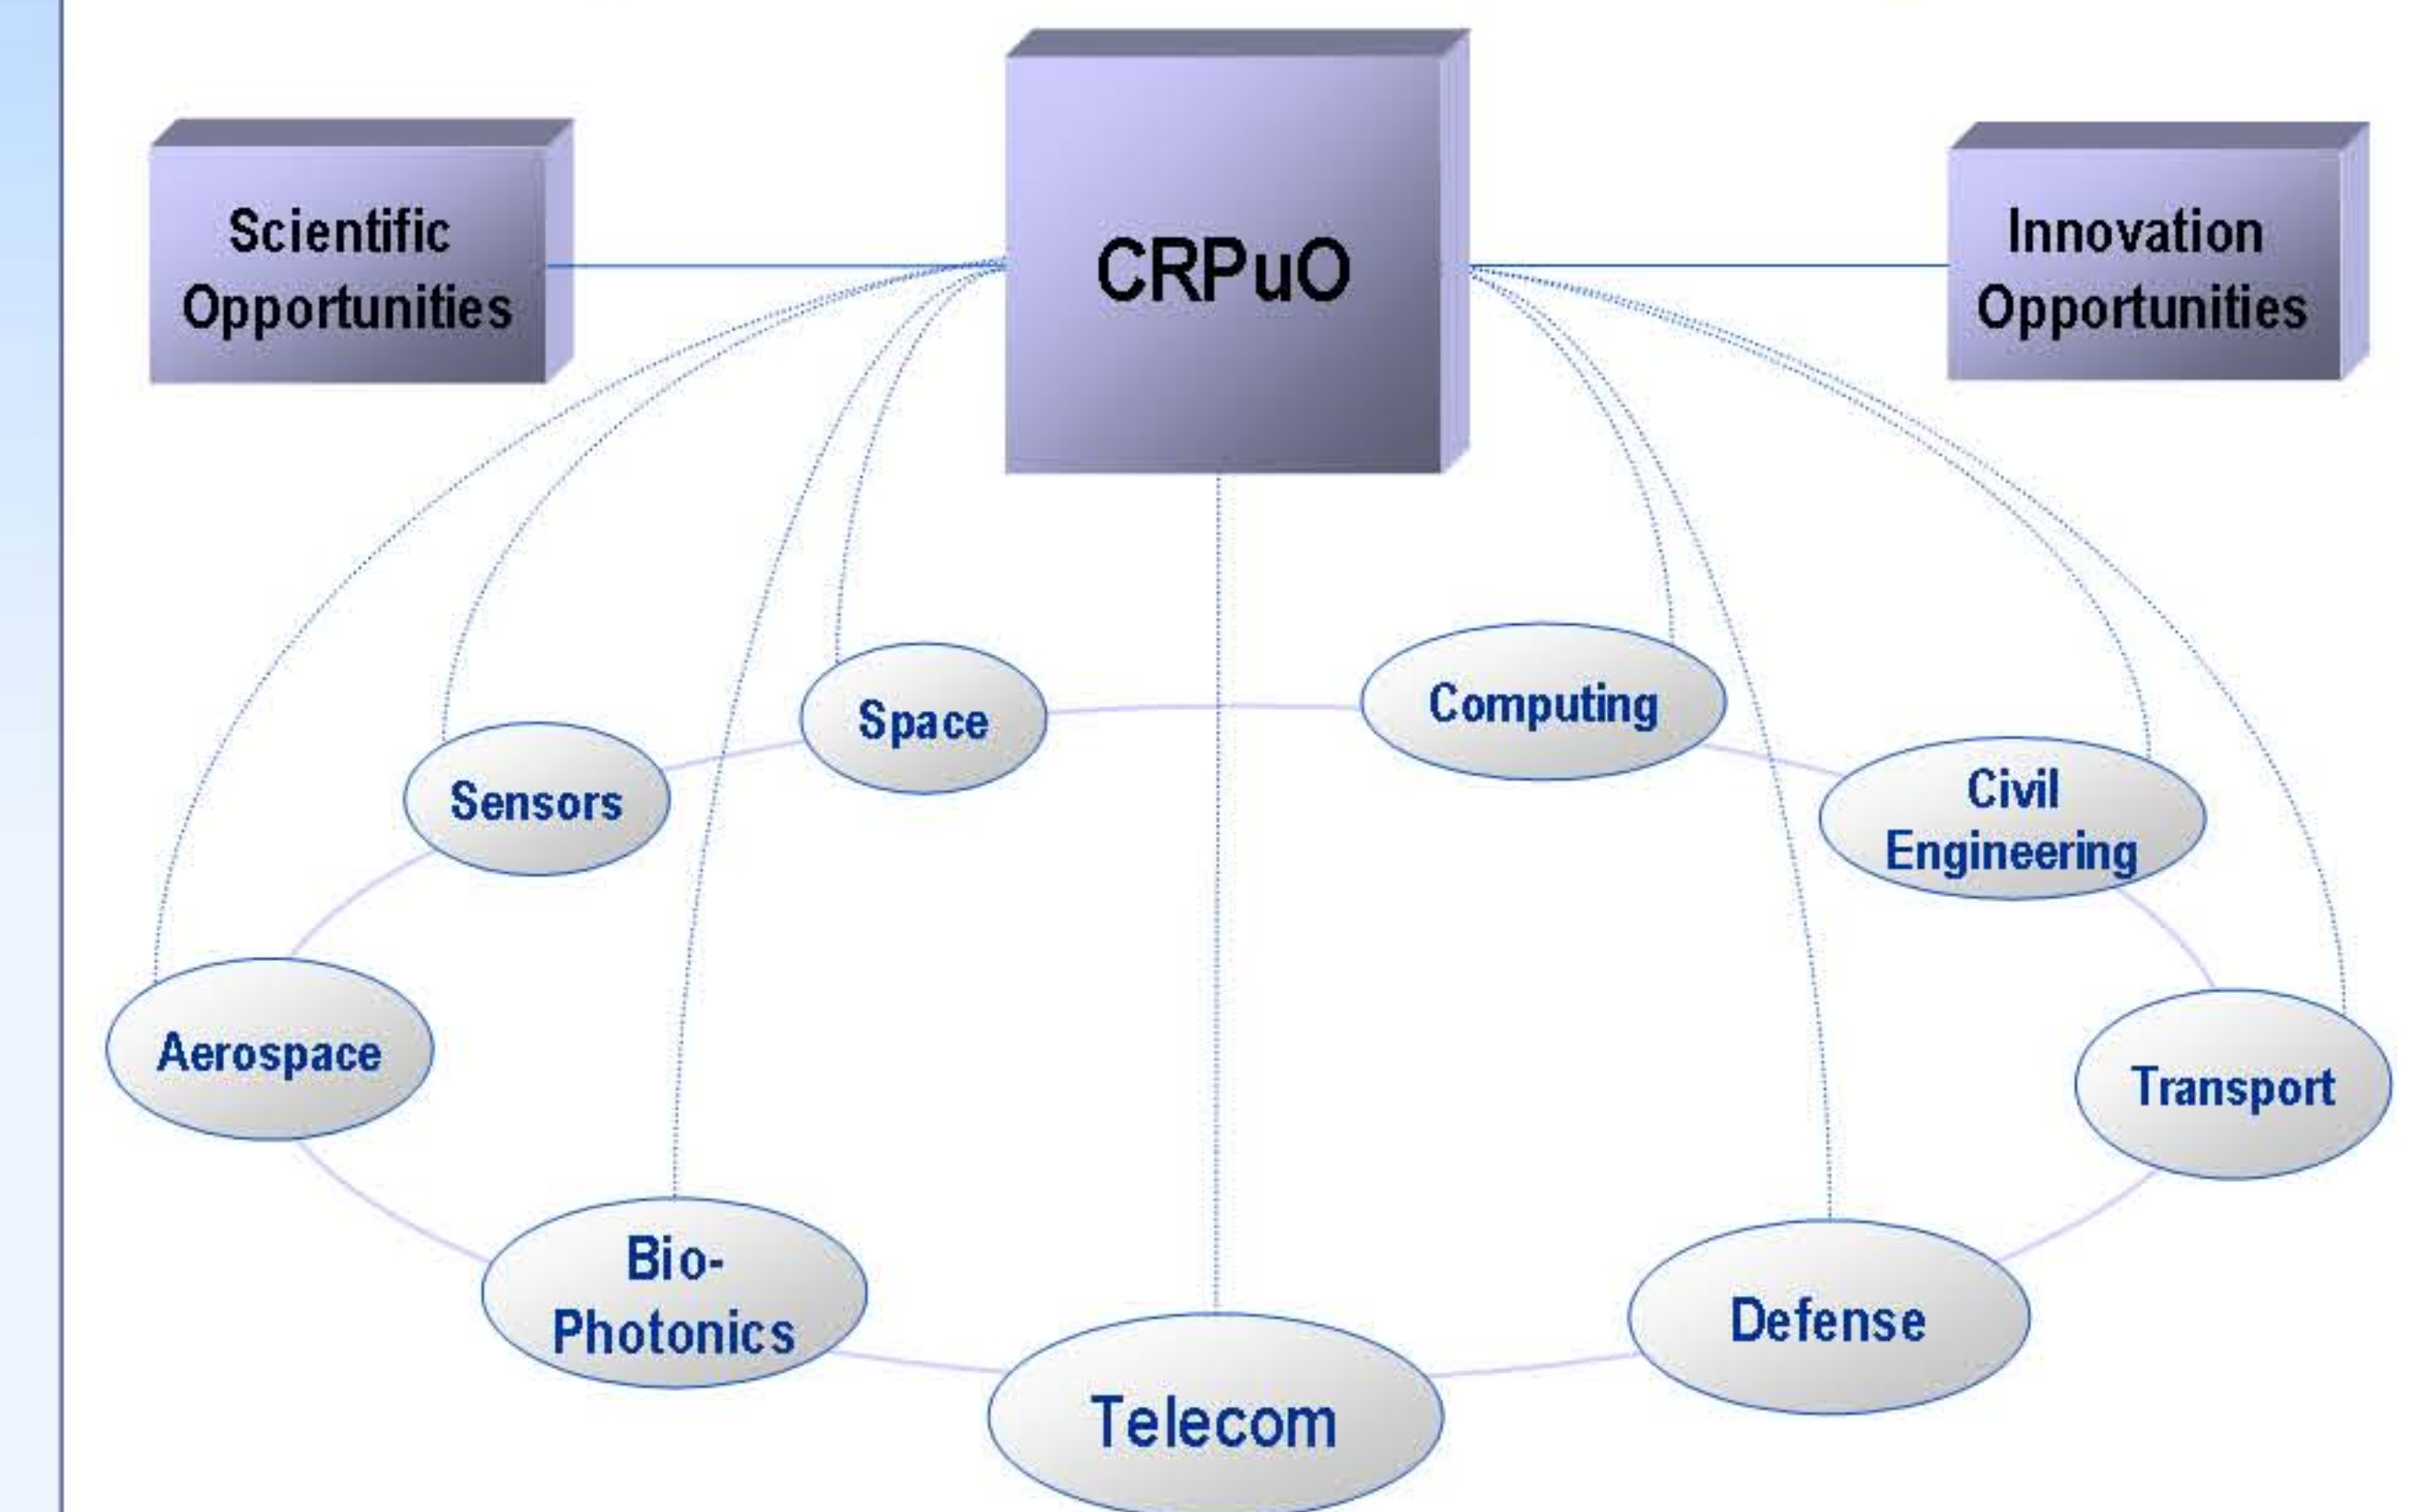 CRPuO
Scientific
Opportunities
Innovation
Opportunities
Space
Computing
Sensors
Civil
Engineering
Aerospace
Transport
Bio-
Photonics
Defense
Telecom